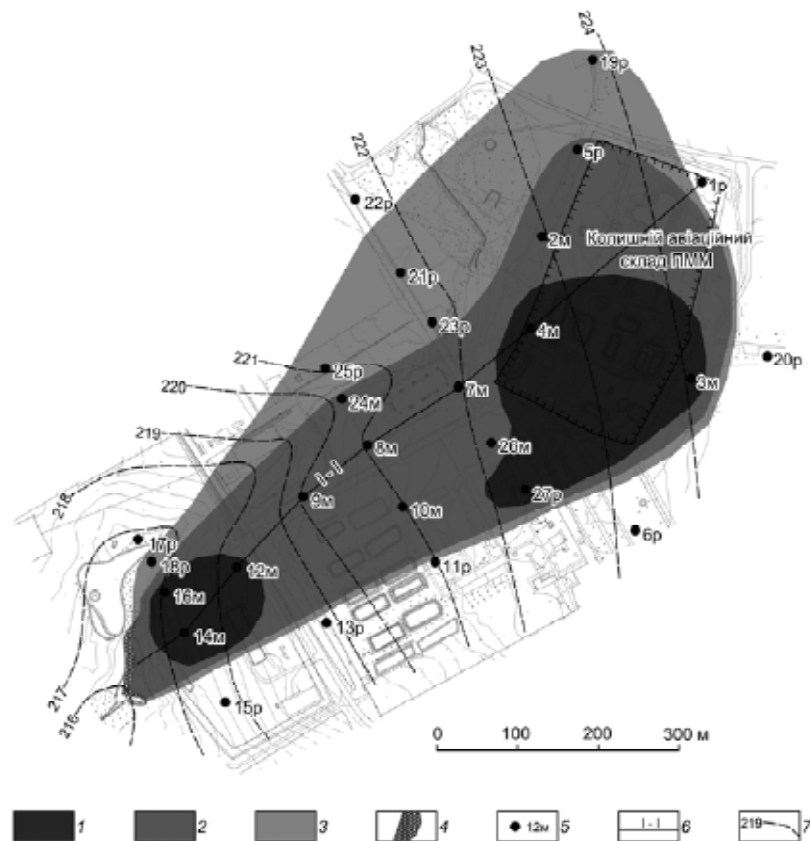 224
223
19р
222
5р
1р
22р
2м
Колишній авіаційний
склад ПММ
21р
23р
4м
20р
221
25р
3м
220
24м
7м
219
8м
26м
I - I
27р
218
9м
10м
6р
17р
18р
12м
11р
16м
14м
13р
217
216
15р
0 100 200 300 м
1 2 3 4 12м 5 I - I 6 219 7